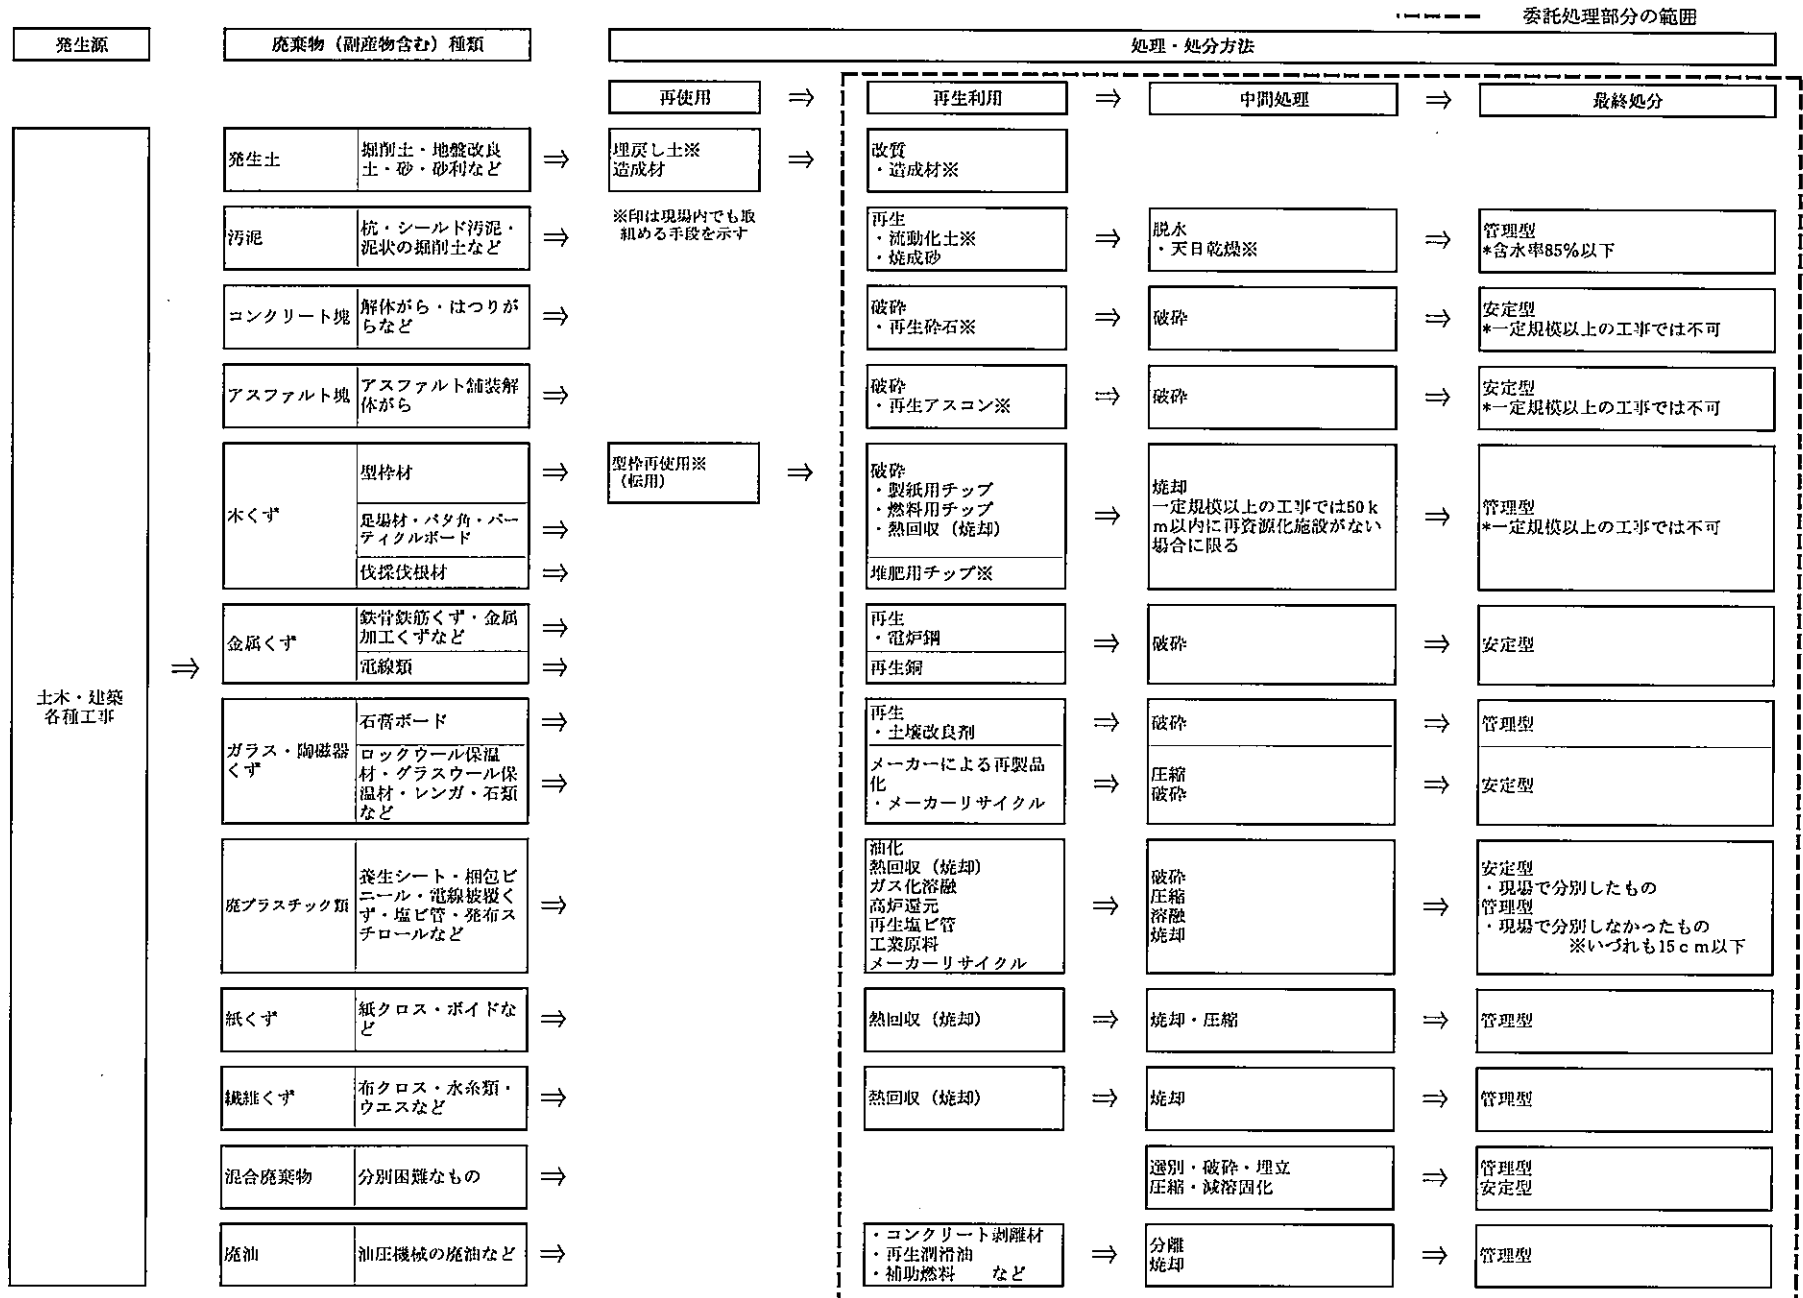 委託処理部分の範囲
発生源
廃棄物（副産物含む）種類
処理・処分方法
再使用
⇒
再生利用
⇒
中間処理
⇒
最終処分
土木・建築
各種工事
⇒
発生土
掘削土・地盤改良
土・砂・砂利など
⇒
埋戻し土※
造成材
⇒
改質
・造成材※
※印は現場内でも取
組める手段を示す
汚泥
杭・シールド汚泥・
泥状の掘削土など
⇒
再生
・流動化土※
・焼成砂
⇒
脱水
・天日乾燥※
⇒
管理型
*含水率85%以下
コンクリート塊
解体がら・はつりが
らなど
⇒
破砕
・再生砕石※
⇒
破砕
⇒
安定型
*一定規模以上の工事では不可
アスファルト塊
アスファルト舗装解
体がら
⇒
破砕
・再生アスコン※
⇒
破砕
⇒
安定型
*一定規模以上の工事では不可
木くず
型枠材
⇒
型枠再使用※
（転用）
⇒
足場材・バタ角・パー
ティクルボード
⇒
伐採伐根材
⇒
破砕
・製紙用チップ
・燃料用チップ
・熱回収（焼却）
堆肥用チップ※
⇒
焼却
一定規模以上の工事では50ｋ
ｍ以内に再資源化施設がない
場合に限る
⇒
管理型
*一定規模以上の工事では不可
金属くず
鉄骨鉄筋くず・金属
加工くずなど
⇒
電線類
⇒
再生
・電炉鋼
再生銅
⇒
破砕
⇒
安定型
ガラス・陶磁器
くず
石膏ボード
⇒
再生
・土壌改良剤
⇒
破砕
⇒
管理型
ロックウール保温
材・グラスウール保
温材・レンガ・石類
など
⇒
メーカーによる再製品
化
・メーカーリサイクル
⇒
圧縮
破砕
⇒
安定型
廃プラスチック類
養生シート・梱包ビ
ニール・電線被覆く
ず・塩ビ管・発布ス
チロールなど
⇒
油化
熱回収（焼却）
ガス化溶融
高炉還元
再生塩ビ管
工業原料
メーカーリサイクル
⇒
破砕
圧縮
溶融
焼却
⇒
安定型
・現場で分別したもの
管理型
・現場で分別しなかったもの
※いづれも15ｃｍ以下
紙くず
紙クロス・ボイドな
ど
⇒
熱回収（焼却）
⇒
焼却・圧縮
⇒
管理型
繊維くず
布クロス・水糸類・
ウエスなど
⇒
熱回収（焼却）
⇒
焼却
⇒
管理型
混合廃棄物
分別困難なもの
⇒
選別・破砕・埋立
圧縮・減溶固化
⇒
管理型
安定型
廃油
油圧機械の廃油など
⇒
・コンクリート剥離材
・再生潤滑油
・補助燃料　など
⇒
分離
焼却
⇒
管理型